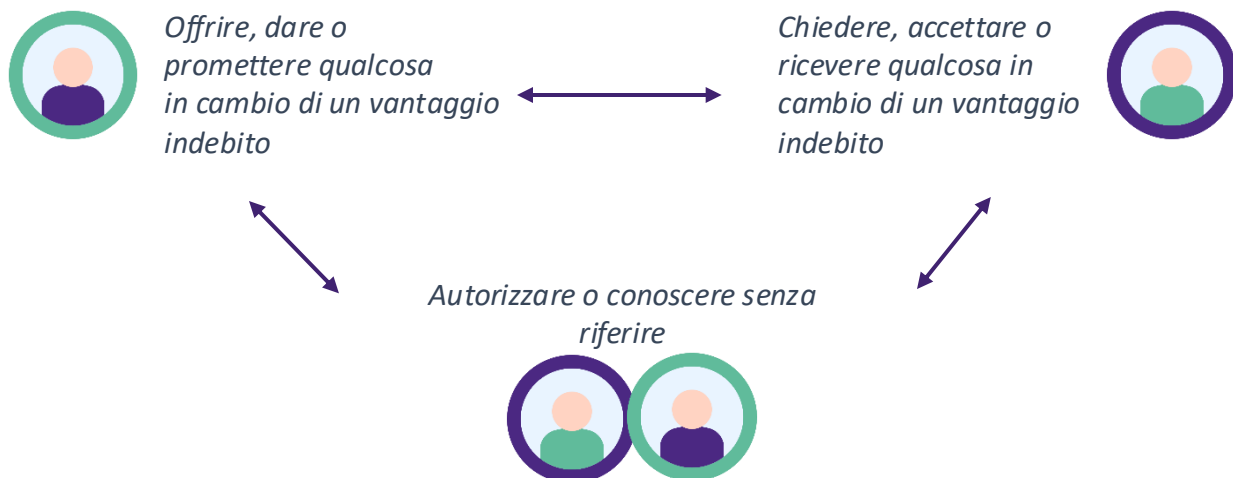 Offrire, dare o
promettere qualcosa
in cambio di un vantaggio
indebito
Chiedere, accettare o
ricevere qualcosa in
cambio di un vantaggio
indebito
Autorizzare o conoscere senza
riferire